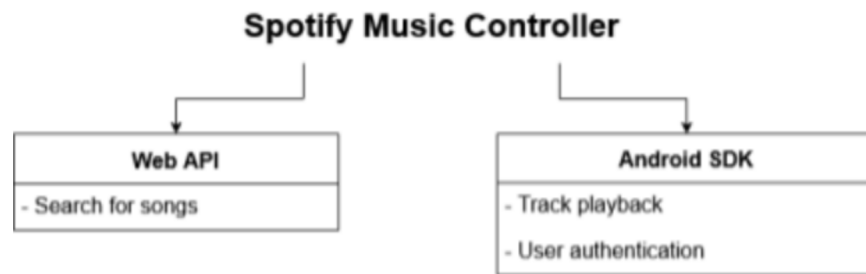 Spotify Music Controller
Web API
- Search for songs
Android SDK
- Track playback
- User authentication